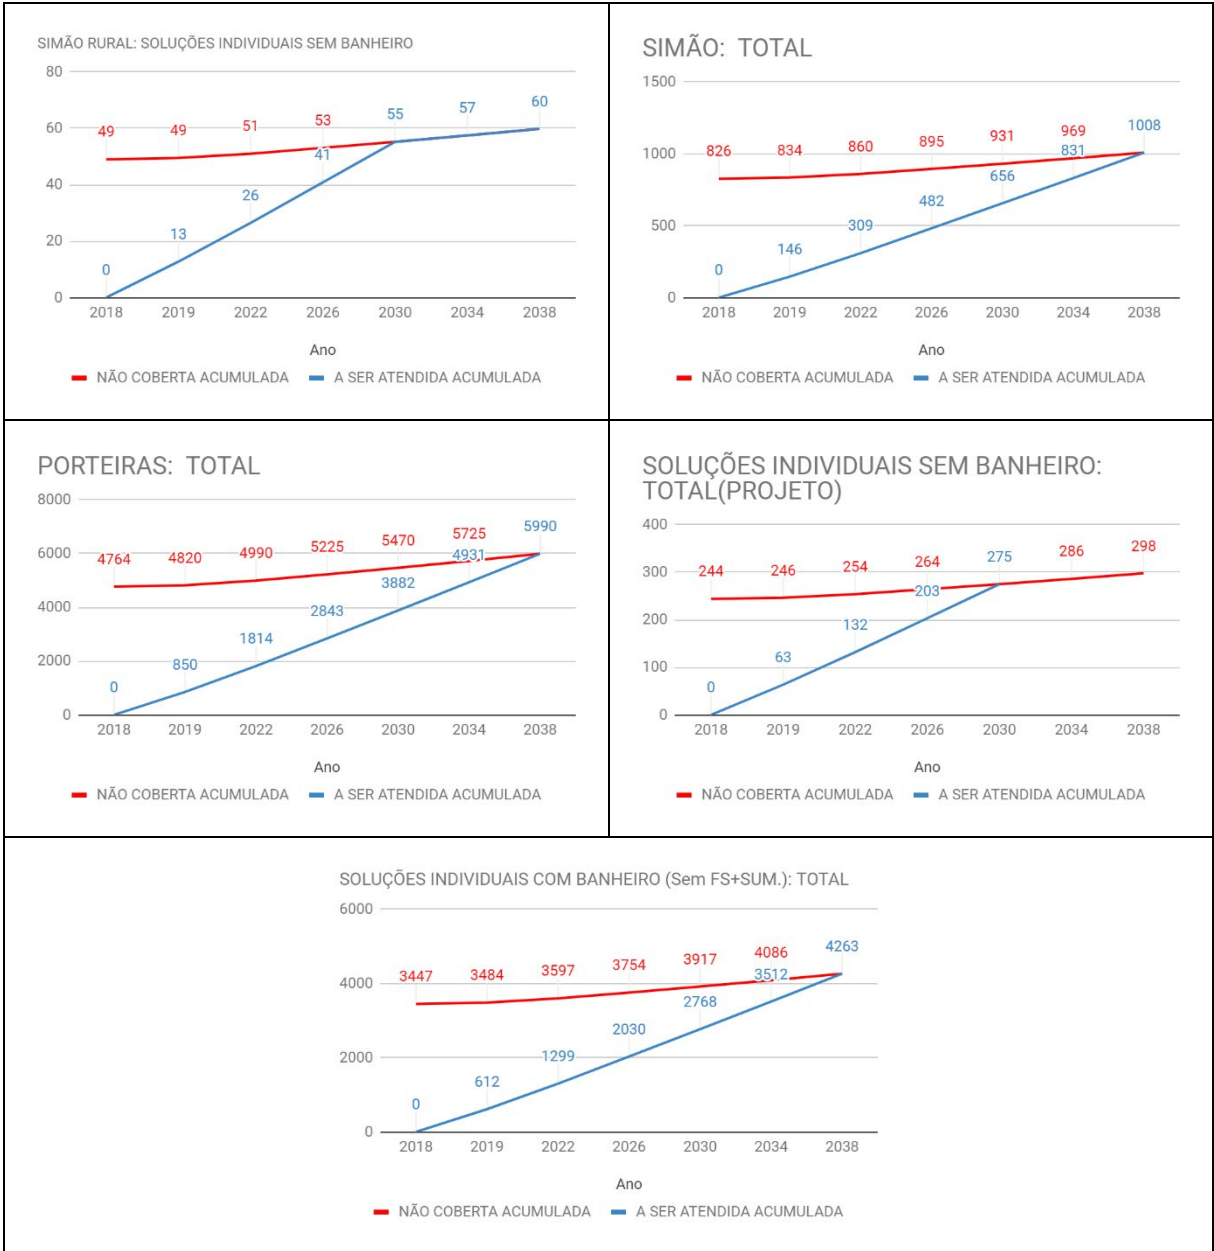 SIMÃO RURAL: SOLUÇÕES INDIVIDUAIS SEM BANHEIRO
80
60
40
20
0
49 49 51 53 55 57 60
0 13 26 41
2018 2019 2022 2026 2030 2034 2038
Ano
NÃO COBERTA ACUMULADA A SER ATENDIDA ACUMULADA
SIMÃO: TOTAL
1500
1000
500
0
826 834 860 895 931 969 1008
0 146 309 482 656 831
2018 2019 2022 2026 2030 2034 2038
Ano
NÃO COBERTA ACUMULADA A SER ATENDIDA ACUMULADA
PORTEIRAS: TOTAL
8000
6000
4000
2000
0
4764 4820 4990 5225 5470 5725 5990
0 850 1814 2843 3882 4931
2018 2019 2022 2026 2030 2034 2038
Ano
NÃO COBERTA ACUMULADA A SER ATENDIDA ACUMULADA
SOLUÇÕES INDIVIDUAIS SEM BANHEIRO:
TOTAL(PROJETO)
400
300
200
100
0
244 246 254 264 275 286 298
0 63 132 203
2018 2019 2022 2026 2030 2034 2038
Ano
NÃO COBERTA ACUMULADA A SER ATENDIDA ACUMULADA
SOLUÇÕES INDIVIDUAIS COM BANHEIRO (Sem FS+SUM.): TOTAL
6000
4000
2000
0
3447 3484 3597 3754 3917 4086 4263
0 612 1299 2030 2768 3512
2018 2019 2022 2026 2030 2034 2038
Ano
NÃO COBERTA ACUMULADA A SER ATENDIDA ACUMULADA